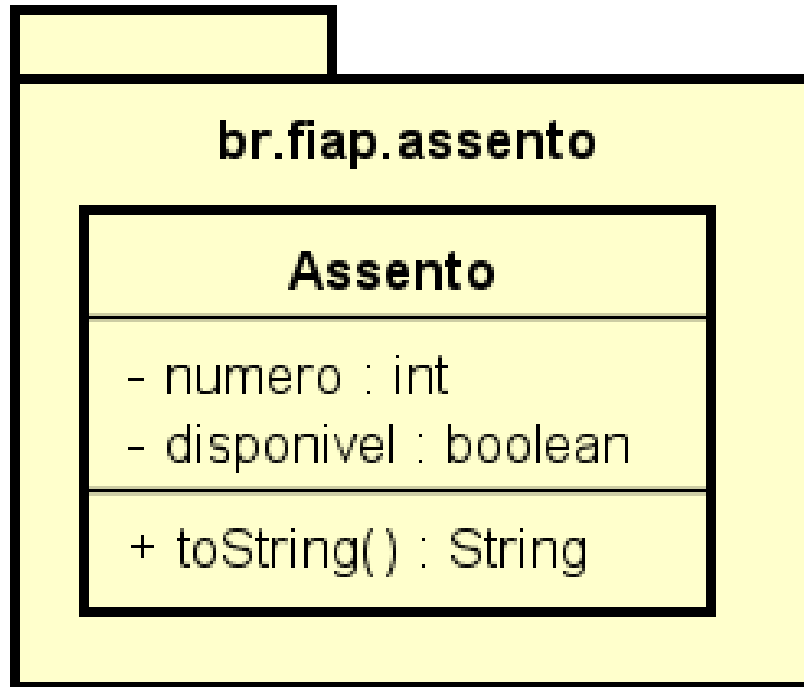 br.fiap.assento
Assento
- numero : int
- disponivel : boolean
+ toString() : String